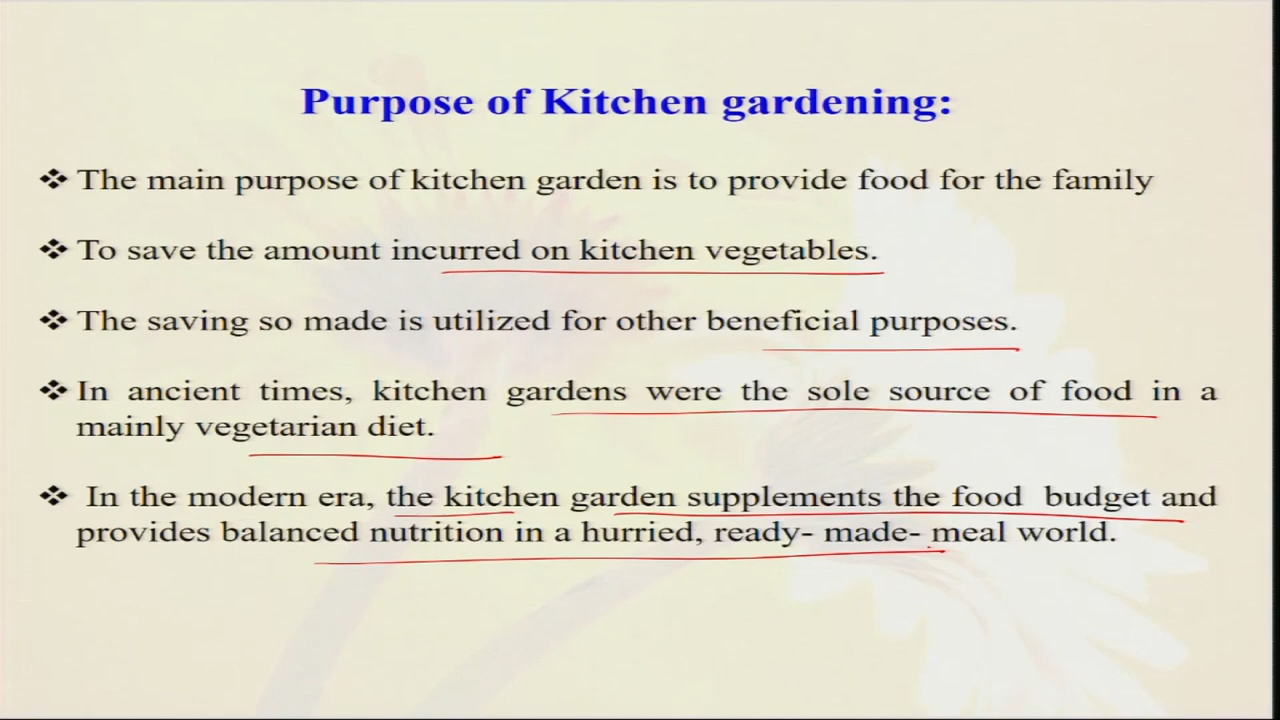 Purpose of Kitchen gardening:
❖ The main purpose of kitchen garden is to provide food for the family
❖ To save the amount incurred on kitchen vegetables.
❖ The saving so made is utilized for other beneficial purposes.
❖ In ancient times, kitchen gardens were the sole source of food in a
mainly vegetarian diet.
❖ In the modern era, the kitchen garden supplements the food budget and
provides balanced nutrition in a hurried, ready- made- meal world.